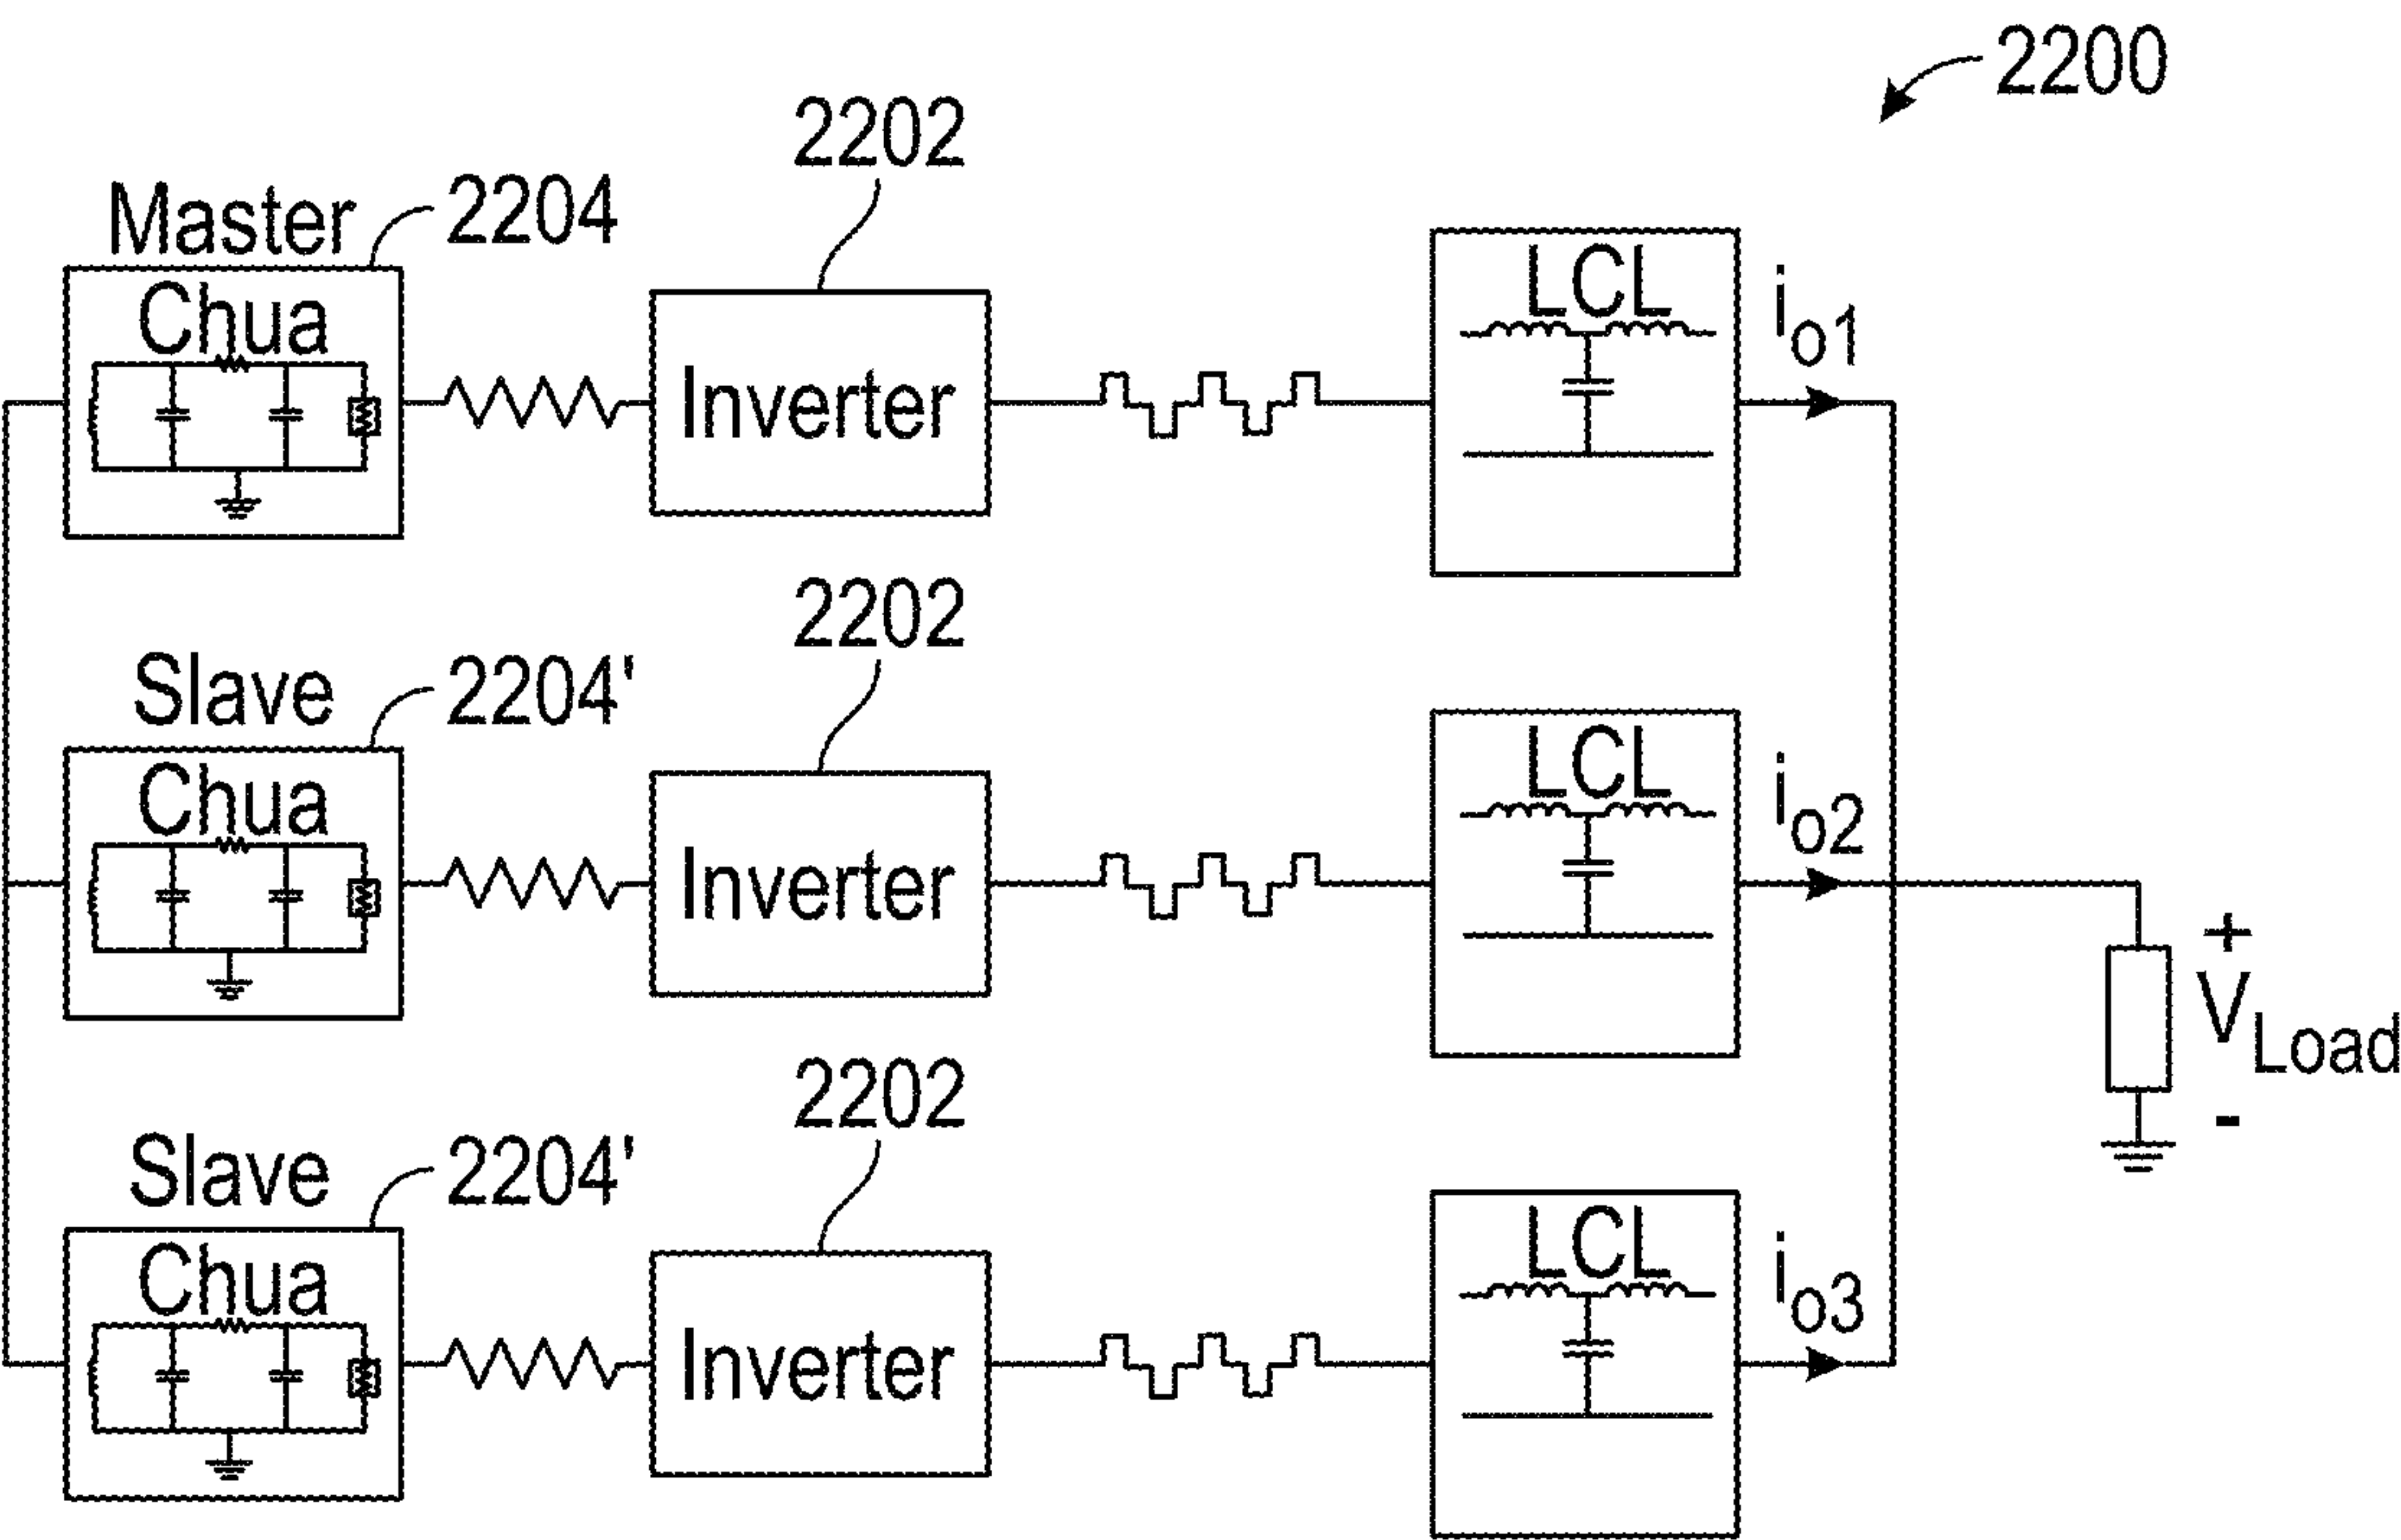 2200
2202
Master 2204
Chua
Inverter
LCL
io1
2202
Slave 2204'
Chua
Inverter
LCL
io2
+
VLoad
-
2202
Slave 2204'
Chua
Inverter
LCL
io3